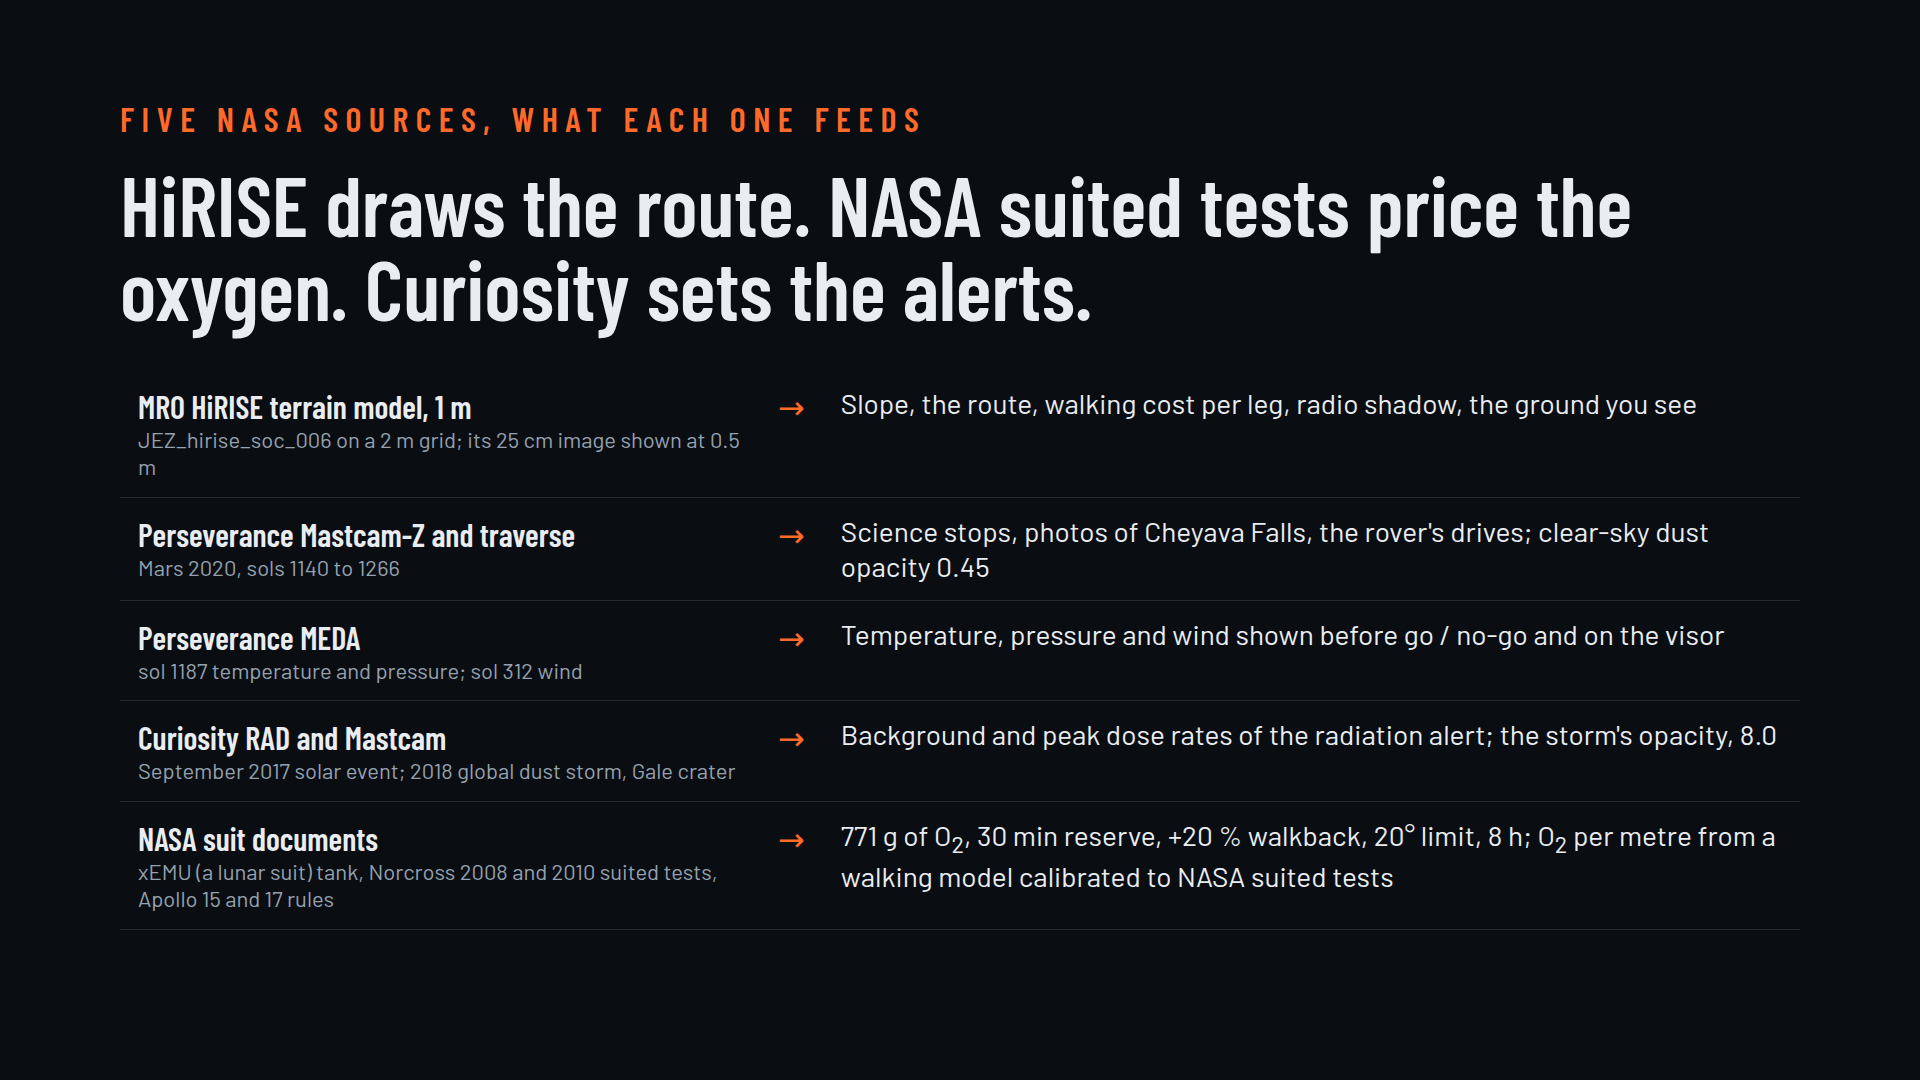 FIVE NASA SOURCES, WHAT EACH ONE FEEDS
HiRISE draws the route. NASA suited tests price the
oxygen. Curiosity sets the alerts.
MRO HiRISE terrain model, 1 m
JEZ_hirise_soc_006 on a 2 m grid; its 25 cm image shown at 0.5
m
→
Slope, the route, walking cost per leg, radio shadow, the ground you see
Perseverance Mastcam-Z and traverse
Mars 2020, sols 1140 to 1266
→
Science stops, photos of Cheyava Falls, the rover's drives; clear-sky dust
opacity 0.45
Perseverance MEDA
sol 1187 temperature and pressure; sol 312 wind
→
Temperature, pressure and wind shown before go / no-go and on the visor
Curiosity RAD and Mastcam
September 2017 solar event; 2018 global dust storm, Gale crater
→
Background and peak dose rates of the radiation alert; the storm's opacity, 8.0
NASA suit documents
xEMU (a lunar suit) tank, Norcross 2008 and 2010 suited tests,
Apollo 15 and 17 rules
→
771 g of O₂, 30 min reserve, +20 % walkback, 20° limit, 8 h; O₂ per metre from a
walking model calibrated to NASA suited tests